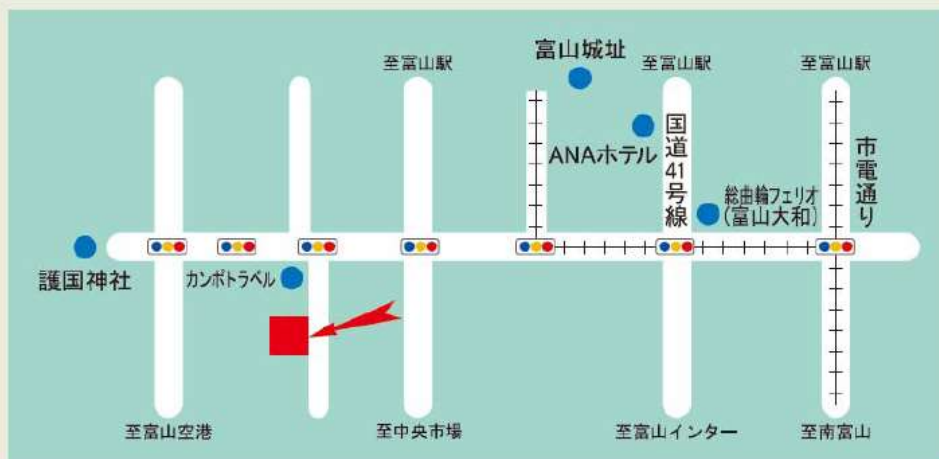 富山城址
至富山駅
至富山駅
至富山駅
ANAホテル
国道41号線
市電通り
総曲輪フェリオ
(富山大和)
護国神社
カンポトラベル
至富山空港
至中央市場
至富山インター
至南富山